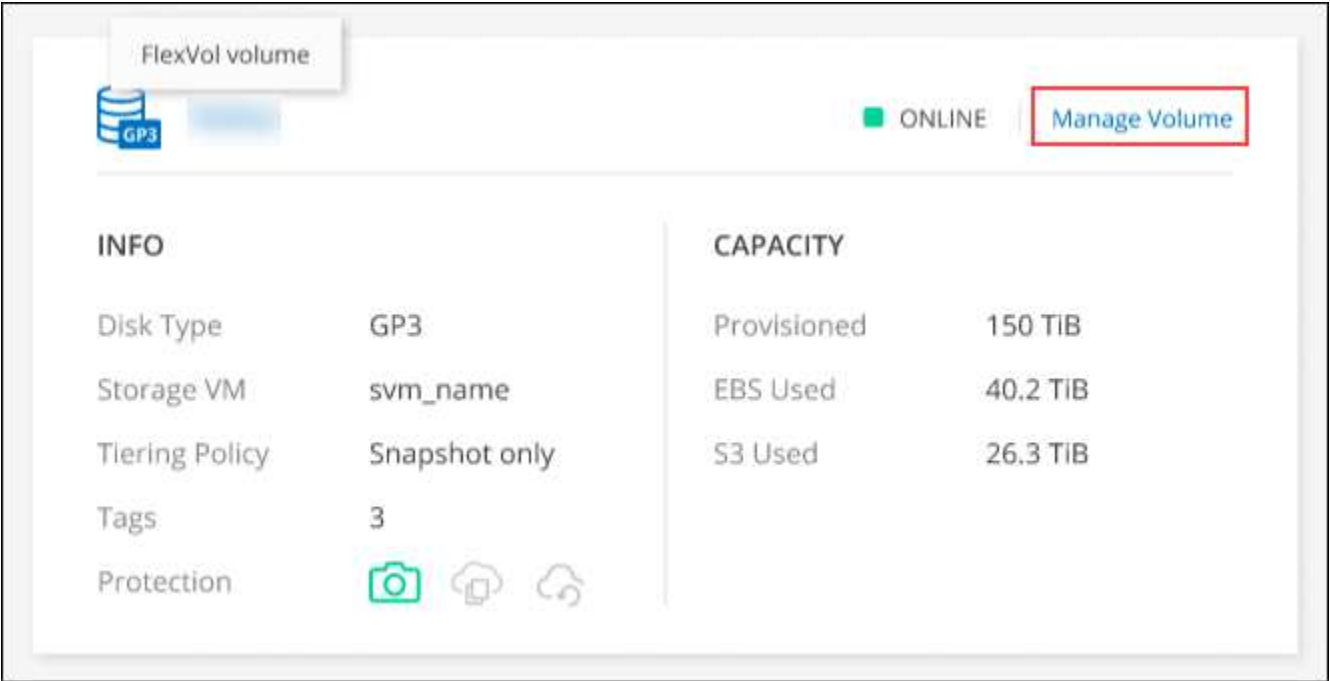 FlexVol volume
GP3
ONLINE
Manage Volume
INFO
Disk Type GP3
Storage VM svm_name
Tiering Policy Snapshot only
Tags 3
Protection
CAPACITY
Provisioned 150 TiB
EBS Used 40.2 TiB
S3 Used 26.3 TiB